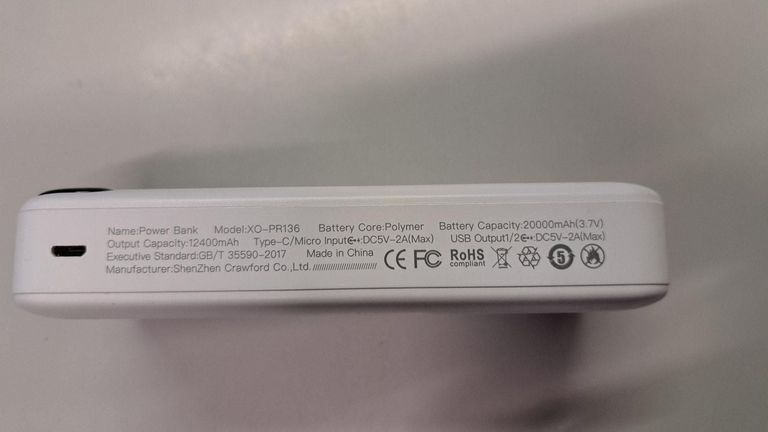 Name:Power Bank Model:XO-PR136 Battery Core:Polymer Battery Capacity:20000mAh(3.7V)
Output Capacity:12400mAh Type-C/Micro Input:DC5V-2A(Max) USB Output1/2:DC5V-2A(Max)
Executive Standard:GB/T 35590-2017 Made in China CE FC RoHS compliant 5
Manufacturer:ShenZhen Crawford Co.,Ltd.